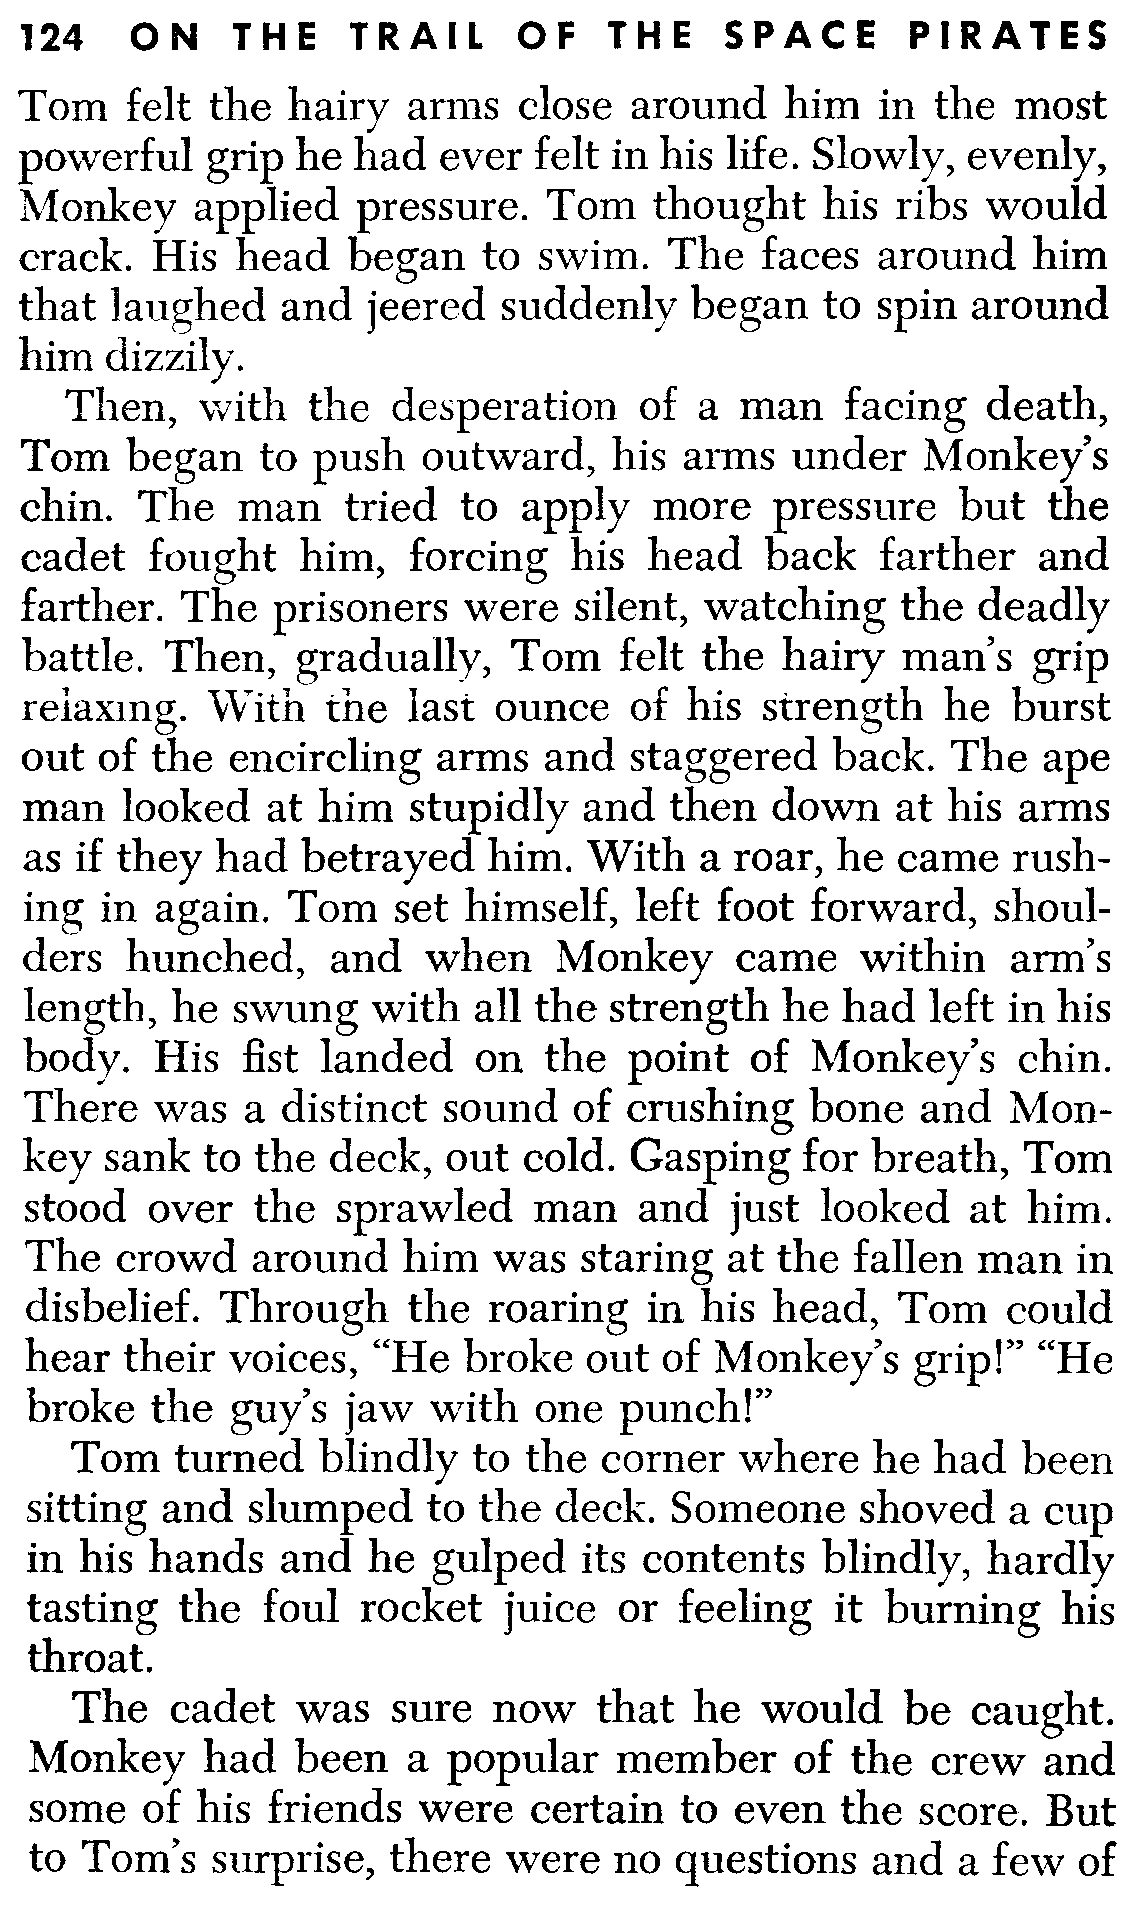 124 ON THE TRAIL OF THE SPACE PIRATES
Tom felt the hairy arms close around him in the most
powerful grip he had ever felt in his life. Slowly, evenly,
Monkey applied pressure. Tom thought his ribs would
crack. His head began to swim. The faces around him
that laughed and jeered suddenly began to spin around
him dizzily.
Then, with the desperation of a man facing death,
Tom began to push outward, his arms under Monkey's
chin. The man tried to apply more pressure but the
cadet fought him, forcing his head back farther and
farther. The prisoners were silent, watching the deadly
battle. Then, gradually, Tom felt the hairy man's grip
relaxing. With the last ounce of his strength he burst
out of the encircling arms and staggered back. The ape
man looked at him stupidly and then down at his arms
as if they had betrayed him. With a roar, he came rush-
ing in again. Tom set himself, left foot forward, shoul-
ders hunched, and when Monkey came within arm's
length, he swung with all the strength he had left in his
body. His fist landed on the point of Monkey's chin.
There was a distinct sound of crushing bone and Mon-
key sank to the deck, out cold. Gasping for breath, Tom
stood over the sprawled man and just looked at him.
The crowd around him was staring at the fallen man in
disbelief. Through the roaring in his head, Tom could
hear their voices, “He broke out of Monkey's grip!” “He
broke the guy's jaw with one punch!”
Tom turned blindly to the corner where he had been
sitting and slumped to the deck. Someone shoved a cup
in his hands and he gulped its contents blindly, hardly
tasting the foul rocket juice or feeling it burning his
throat.
The cadet was sure now that he would be caught.
Monkey had been a popular member of the crew and
some of his friends were certain to even the score. But
to Tom's surprise, there were no questions and a few of